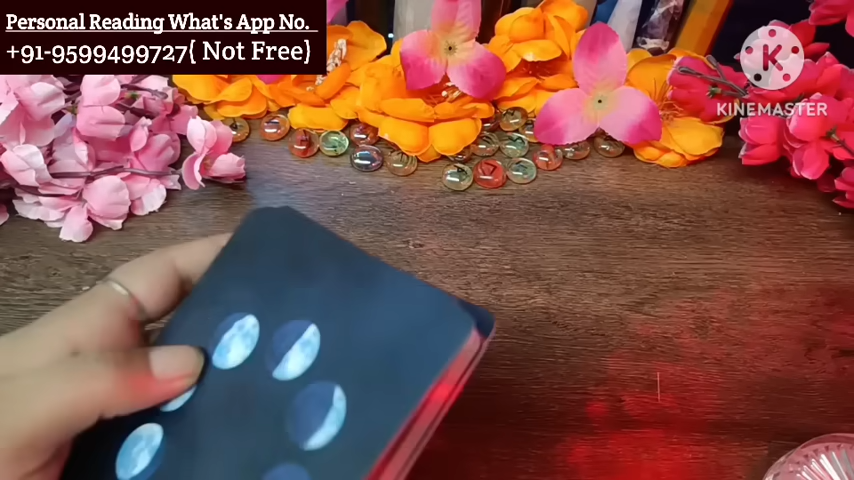 Personal Reading What's App No.
+91-9599499727( Not Free)
K
KINEMASTER